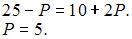 25 − P = 10 + 2P.
P = 5.